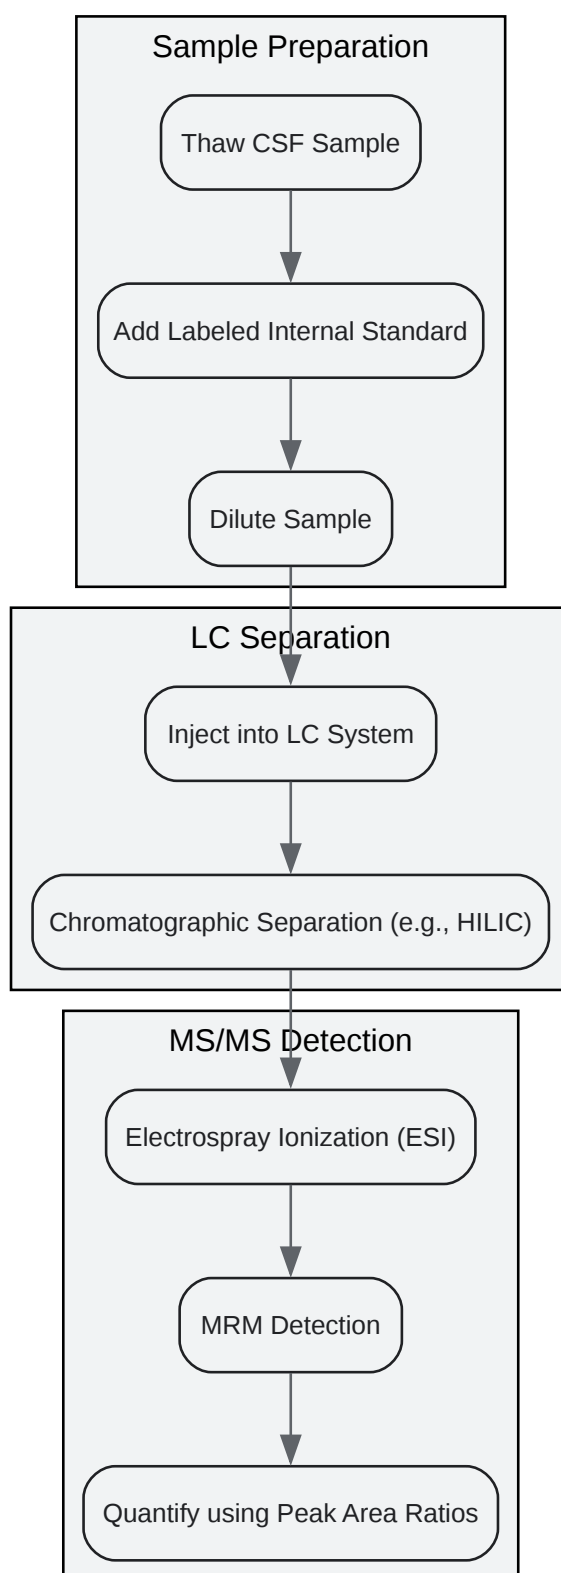 Sample Preparation
Thaw CSF Sample
Add Labeled Internal Standard
Dilute Sample
LC Separation
Inject into LC System
Chromatographic Separation (e.g., HILIC)
MS/MS Detection
Electrospray Ionization (ESI)
MRM Detection
Quantify using Peak Area Ratios